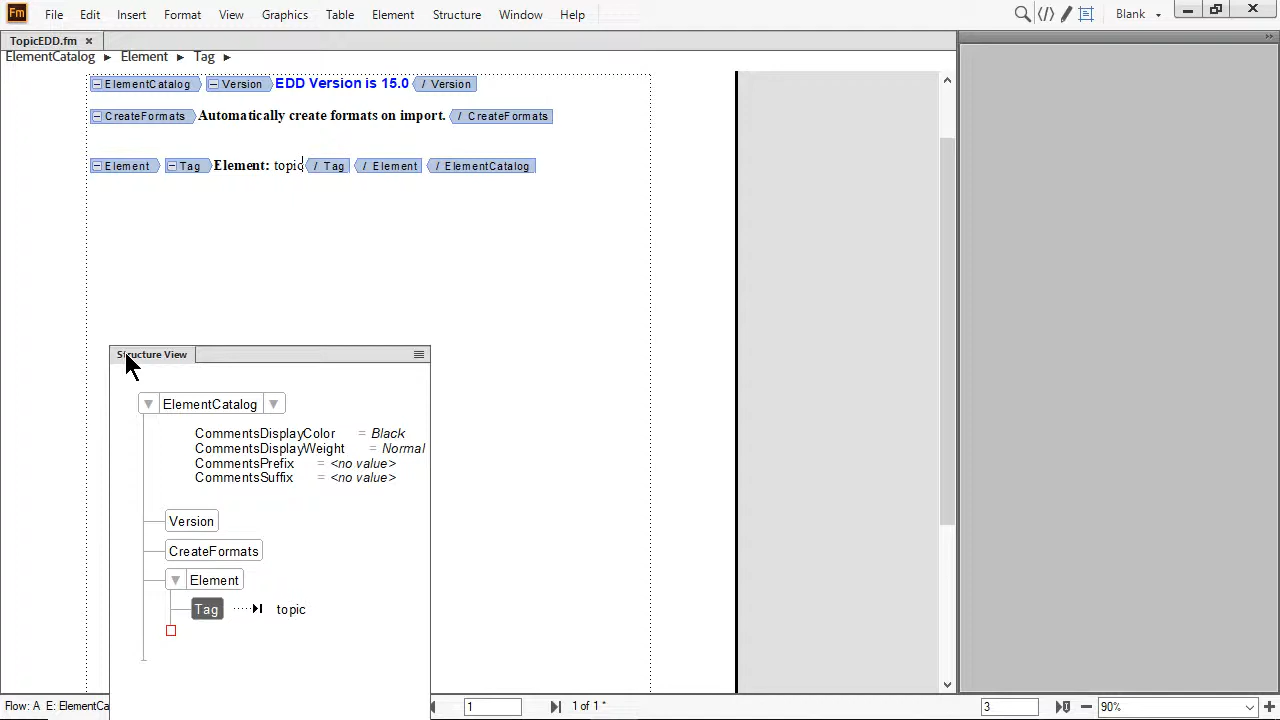 Fm File Edit Insert Format View Graphics Table Element Structure Window Help Blank
TopicEDD.fm
ElementCatalog Element Tag
ElementCatalog Version EDD Version is 15.0 / Version
CreateFormats Automatically create formats on import. / CreateFormats
Element Tag Element: topic / Tag / Element / ElementCatalog
Structure View
ElementCatalog
CommentsDisplayColor = Black
CommentsDisplayWeight = Normal
CommentsPrefix = <no value>
CommentsSuffix = <no value>
Version
CreateFormats
Element
Tag topic
Flow: A E: ElementCa 1 1 of 1 * 3 90%